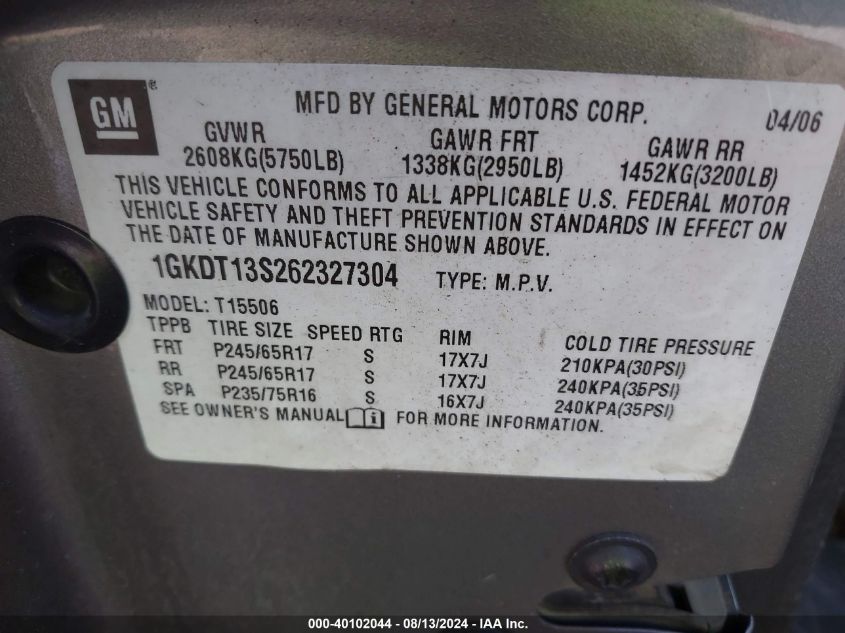 GM®
MFD BY GENERAL MOTORS CORP. 04/06
GVWR GAWR FRT GAWR RR
2608KG(5750LB) 1338KG(2950LB) 1452KG(3200LB)
THIS VEHICLE CONFORMS TO ALL APPLICABLE U.S. FEDERAL MOTOR
VEHICLE SAFETY AND THEFT PREVENTION STANDARDS IN EFFECT ON
THE DATE OF MANUFACTURE SHOWN ABOVE.
1GKDT13S262327304 TYPE: M.P.V.
MODEL: T15506
TPPB TIRE SIZE SPEED RTG RIM COLD TIRE PRESSURE
FRT P245/65R17 S 17X7J 210KPA(30PSI)
RR P245/65R17 S 17X7J 240KPA(35PSI)
SPA P235/75R16 S 16X7J 240KPA(35PSI)
SEE OWNER'S MANUAL i FOR MORE INFORMATION.
000-40102044 - 08/13/2024 - IAA Inc.